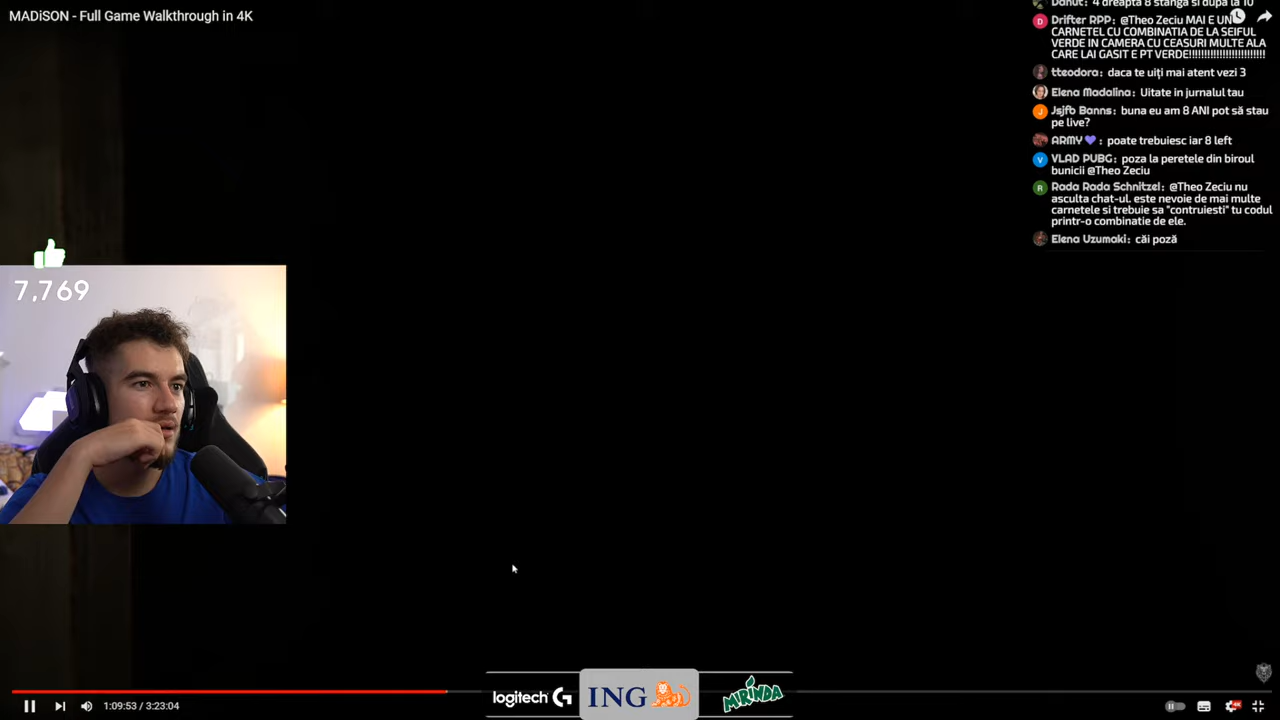 MADiSON - Full Game Walkthrough in 4K
Danut: 4 dreapta 8 stanga si dupa la 10
Drifter RPP: @Theo Zeciu MAI E UN
CARNETEL CU COMBINATIA DE LA SEIFUL
VERDE IN CAMERA CU CEASURI MULTE ALA
CARE LAI GASIT E PT VERDE!!!!!!!!!!!!!!!!!!!!!!!!!
tteodora: daca te uiți mai atent vezi 3
Elena Madalina: Uitate in jurnalul tau
Jsjfb Banns: buna eu am 8 ANI pot să stau
pe live?
ARMY 💜: poate trebuiesc iar 8 left
VLAD PUBG: poza la peretele din biroul
bunicii @Theo Zeciu
Rada Rada Schnitzel: @Theo Zeciu nu
asculta chat-ul. este nevoie de mai multe
carnetele si trebuie sa "contruiesti" tu codul
printr-o combinatie de ele.
Elena Uzumaki: căi poză
7,769
logitech G
ING
MIRINDA
1:09:53 / 3:23:04
4K